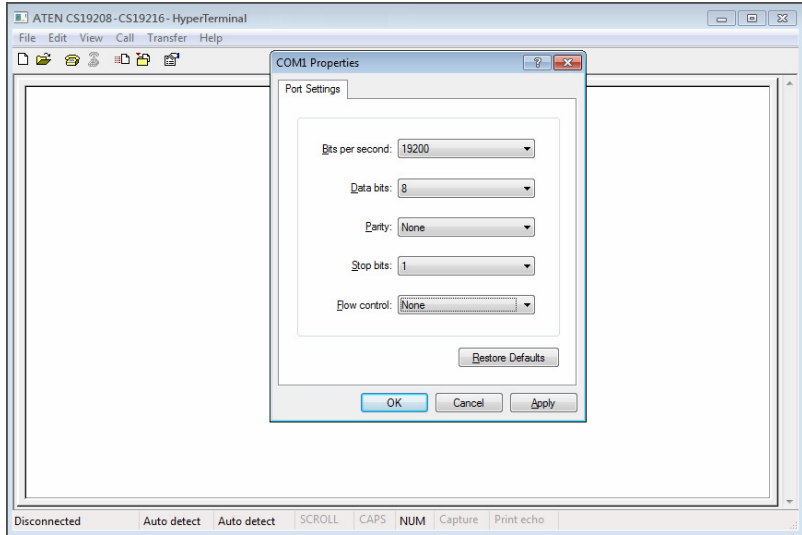 ATEN CS19208-CS19216 - HyperTerminal
File Edit View Call Transfer Help
COM1 Properties
Port Settings
Bits per second: 19200
Data bits: 8
Parity: None
Stop bits: 1
Flow control: None
Restore Defaults
OK Cancel Apply
Disconnected Auto detect Auto detect SCROLL CAPS NUM Capture Print echo